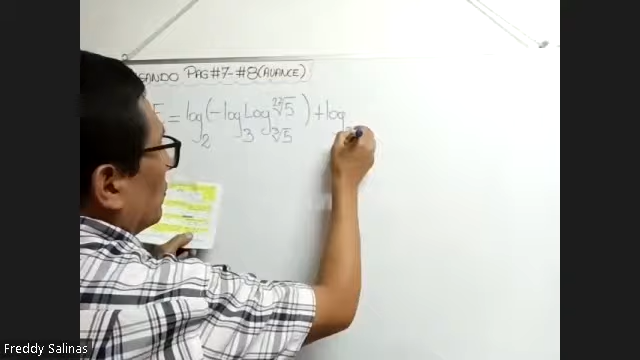 PAG#7-#8(AVANCE)
E = log₂(-log₃ Log_∛5 ²⁷√5) + log
Freddy Salinas